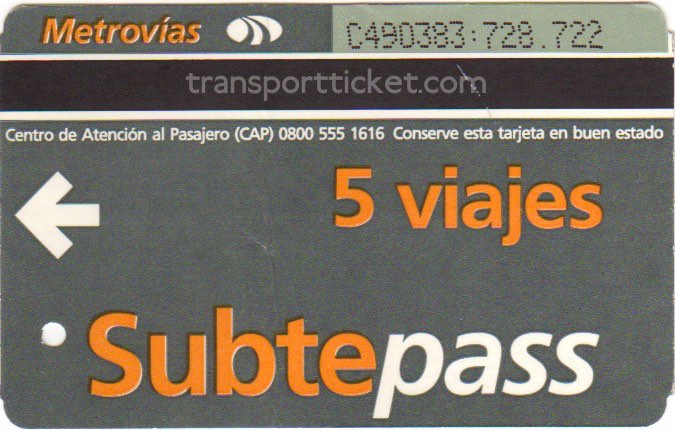 Metrovías C490383:728.722
transportticket.com
Centro de Atención al Pasajero (CAP) 0800 555 1616 Conserve esta tarjeta en buen estado
5 viajes
Subtepass